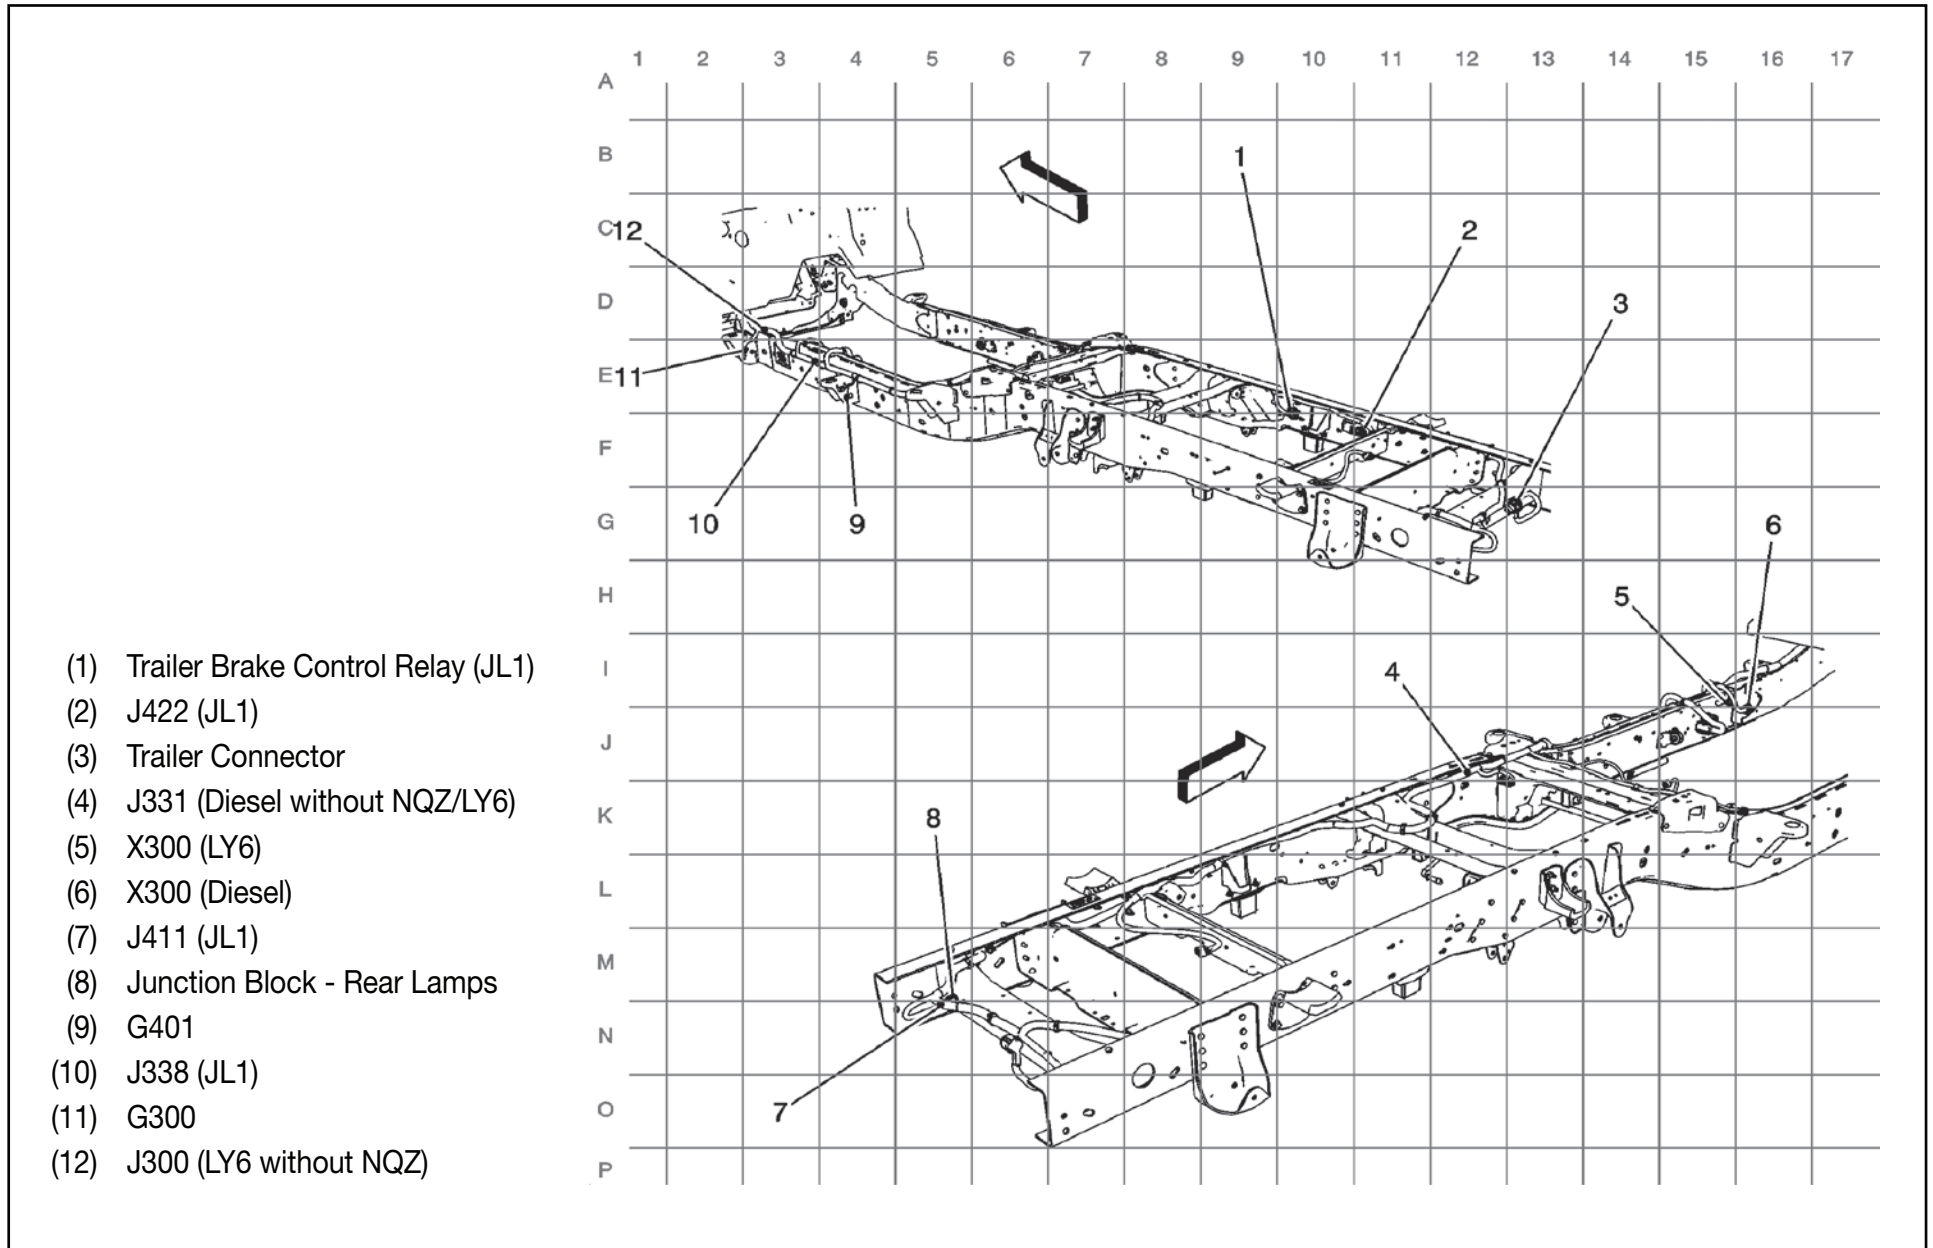 1 2 3 4 5 6 7 8 9 10 11 12 13 14 15 16 17
A
B
1
C
12
2
D
3
E
11
F
G
10
9
6
H
5
I
4
J
K
8
L
M
N
O
7
P
(1) Trailer Brake Control Relay (JL1)
(2) J422 (JL1)
(3) Trailer Connector
(4) J331 (Diesel without NQZ/LY6)
(5) X300 (LY6)
(6) X300 (Diesel)
(7) J411 (JL1)
(8) Junction Block - Rear Lamps
(9) G401
(10) J338 (JL1)
(11) G300
(12) J300 (LY6 without NQZ)